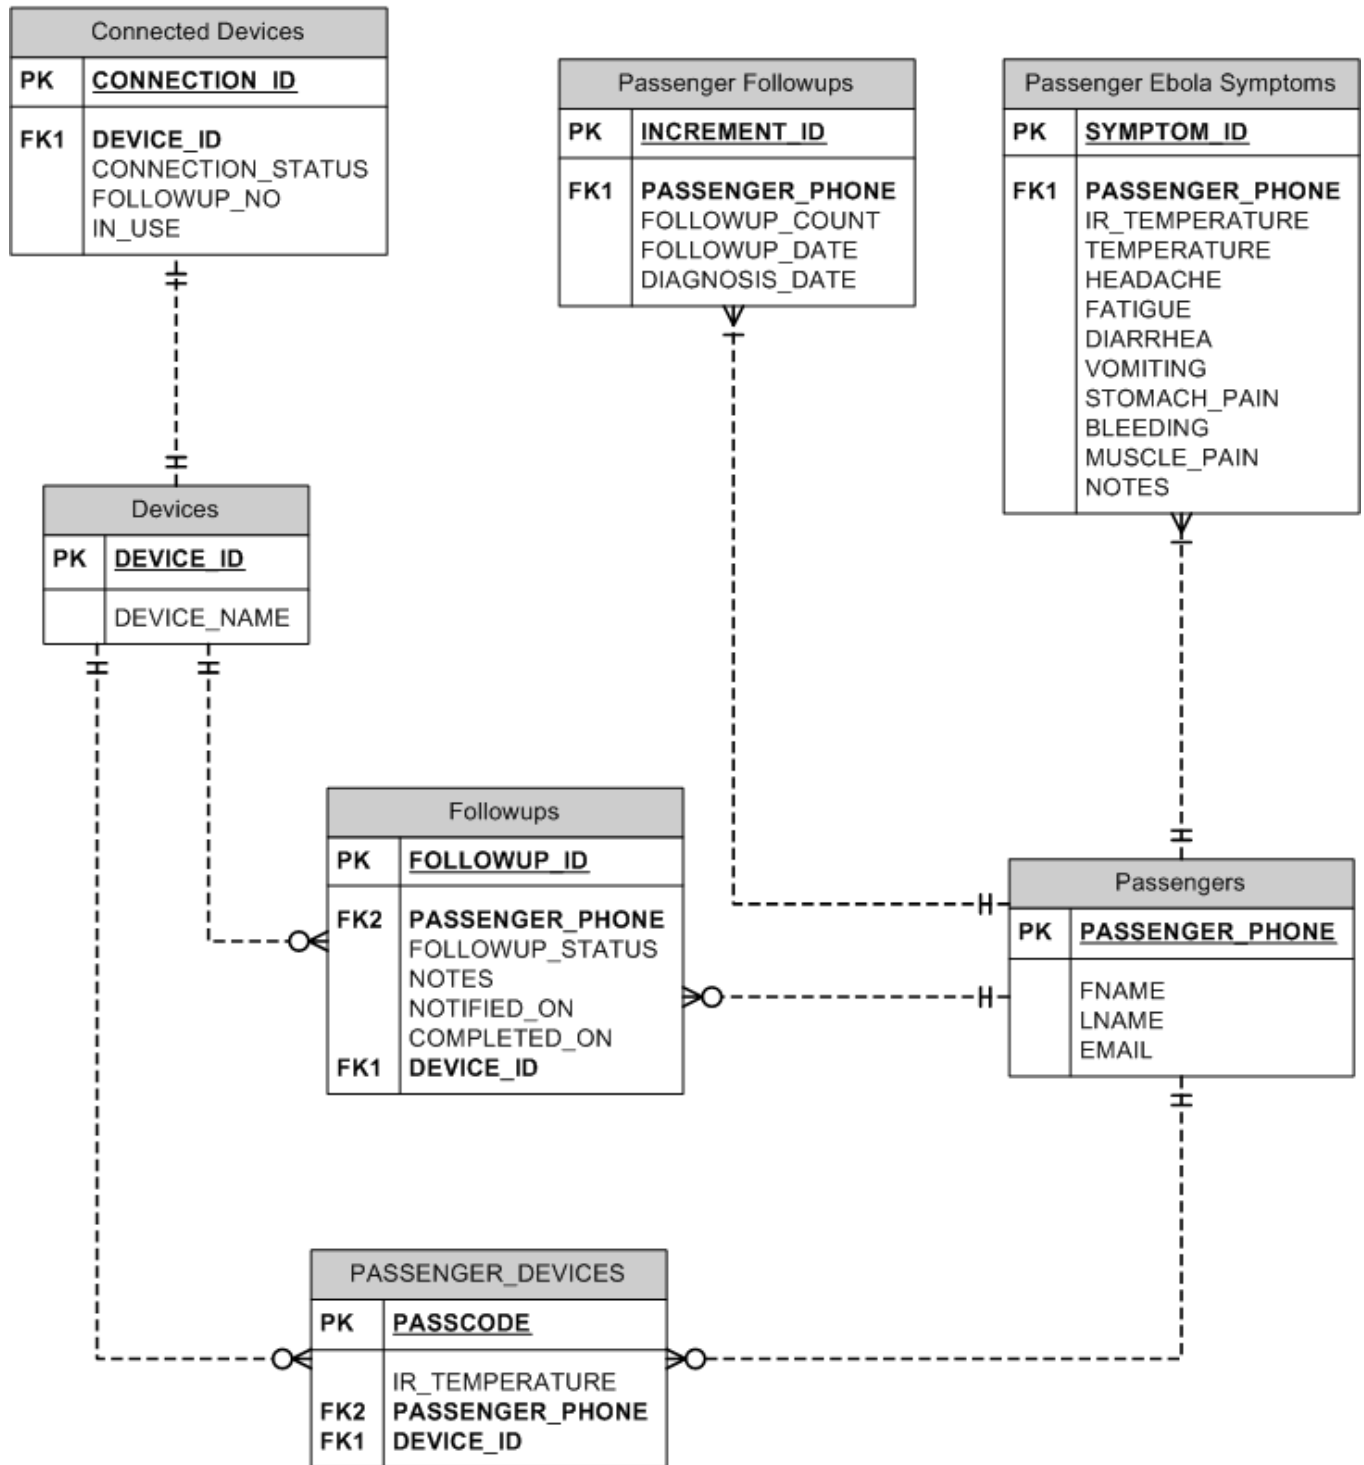 Connected Devices
PK CONNECTION_ID
FK1 DEVICE_ID
CONNECTION_STATUS
FOLLOWUP_NO
IN_USE
Passenger Followups
PK INCREMENT_ID
FK1 PASSENGER_PHONE
FOLLOWUP_COUNT
FOLLOWUP_DATE
DIAGNOSIS_DATE
Passenger Ebola Symptoms
PK SYMPTOM_ID
FK1 PASSENGER_PHONE
IR_TEMPERATURE
TEMPERATURE
HEADACHE
FATIGUE
DIARRHEA
VOMITING
STOMACH_PAIN
BLEEDING
MUSCLE_PAIN
NOTES
Devices
PK DEVICE_ID
DEVICE_NAME
Followups
PK FOLLOWUP_ID
FK2 PASSENGER_PHONE
FOLLOWUP_STATUS
NOTES
NOTIFIED_ON
COMPLETED_ON
FK1 DEVICE_ID
Passengers
PK PASSENGER_PHONE
FNAME
LNAME
EMAIL
PASSENGER_DEVICES
PK PASSCODE
IR_TEMPERATURE
FK2 PASSENGER_PHONE
FK1 DEVICE_ID